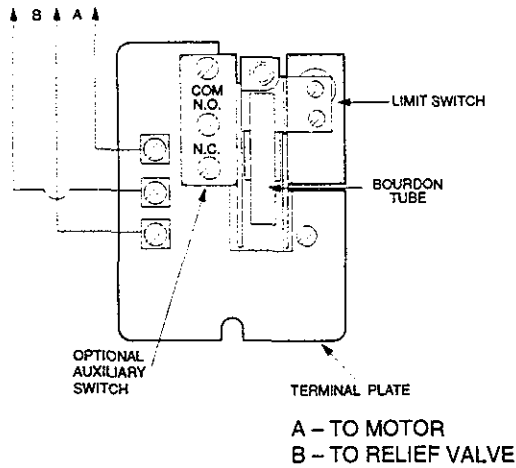 B A
COM
N.O.
N.C.
LIMIT SWITCH
BOURDON
TUBE
OPTIONAL
AUXILIARY
SWITCH
TERMINAL PLATE
A – TO MOTOR
B – TO RELIEF VALVE